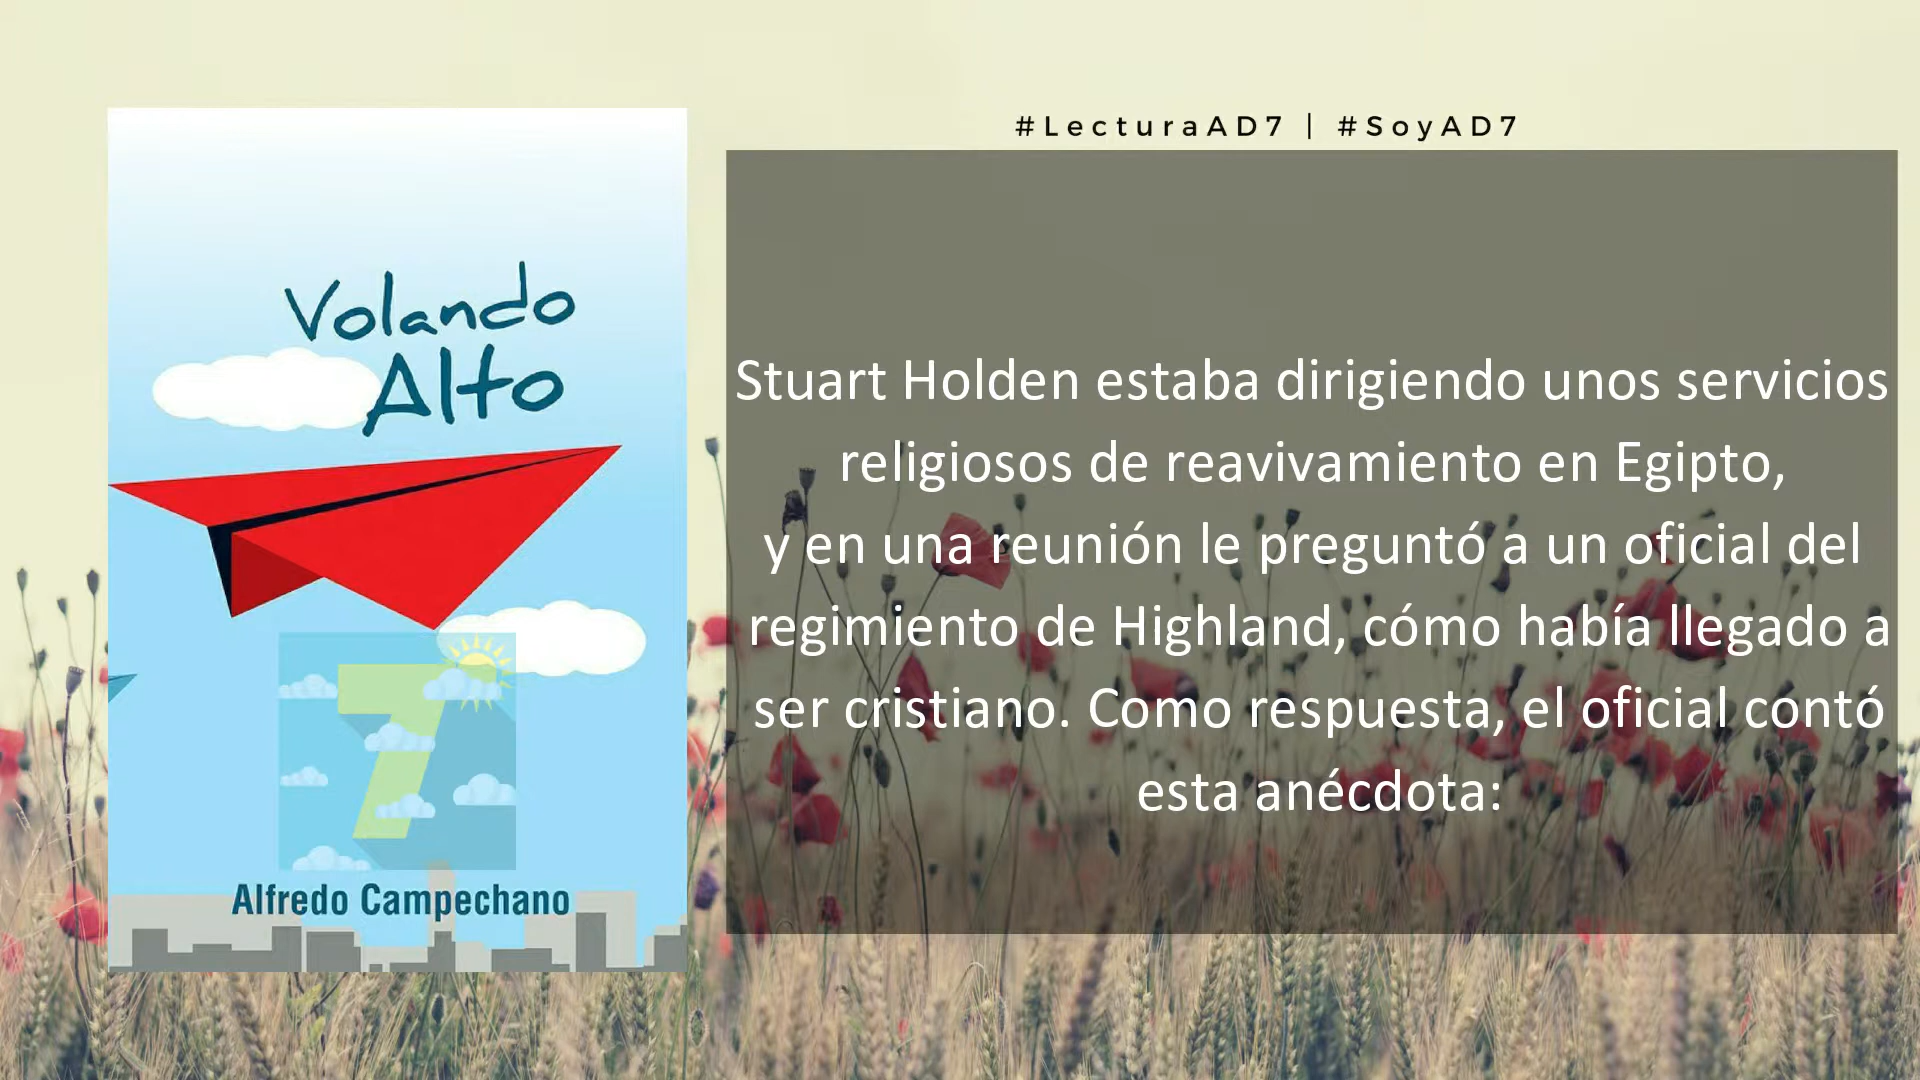 #LecturaAD7 | #SoyAD7
Volando
Alto
7
Alfredo Campechano
Stuart Holden estaba dirigiendo unos servicios
religiosos de reavivamiento en Egipto,
y en una reunión le preguntó a un oficial del
regimiento de Highland, cómo había llegado a
ser cristiano. Como respuesta, el oficial contó
esta anécdota: